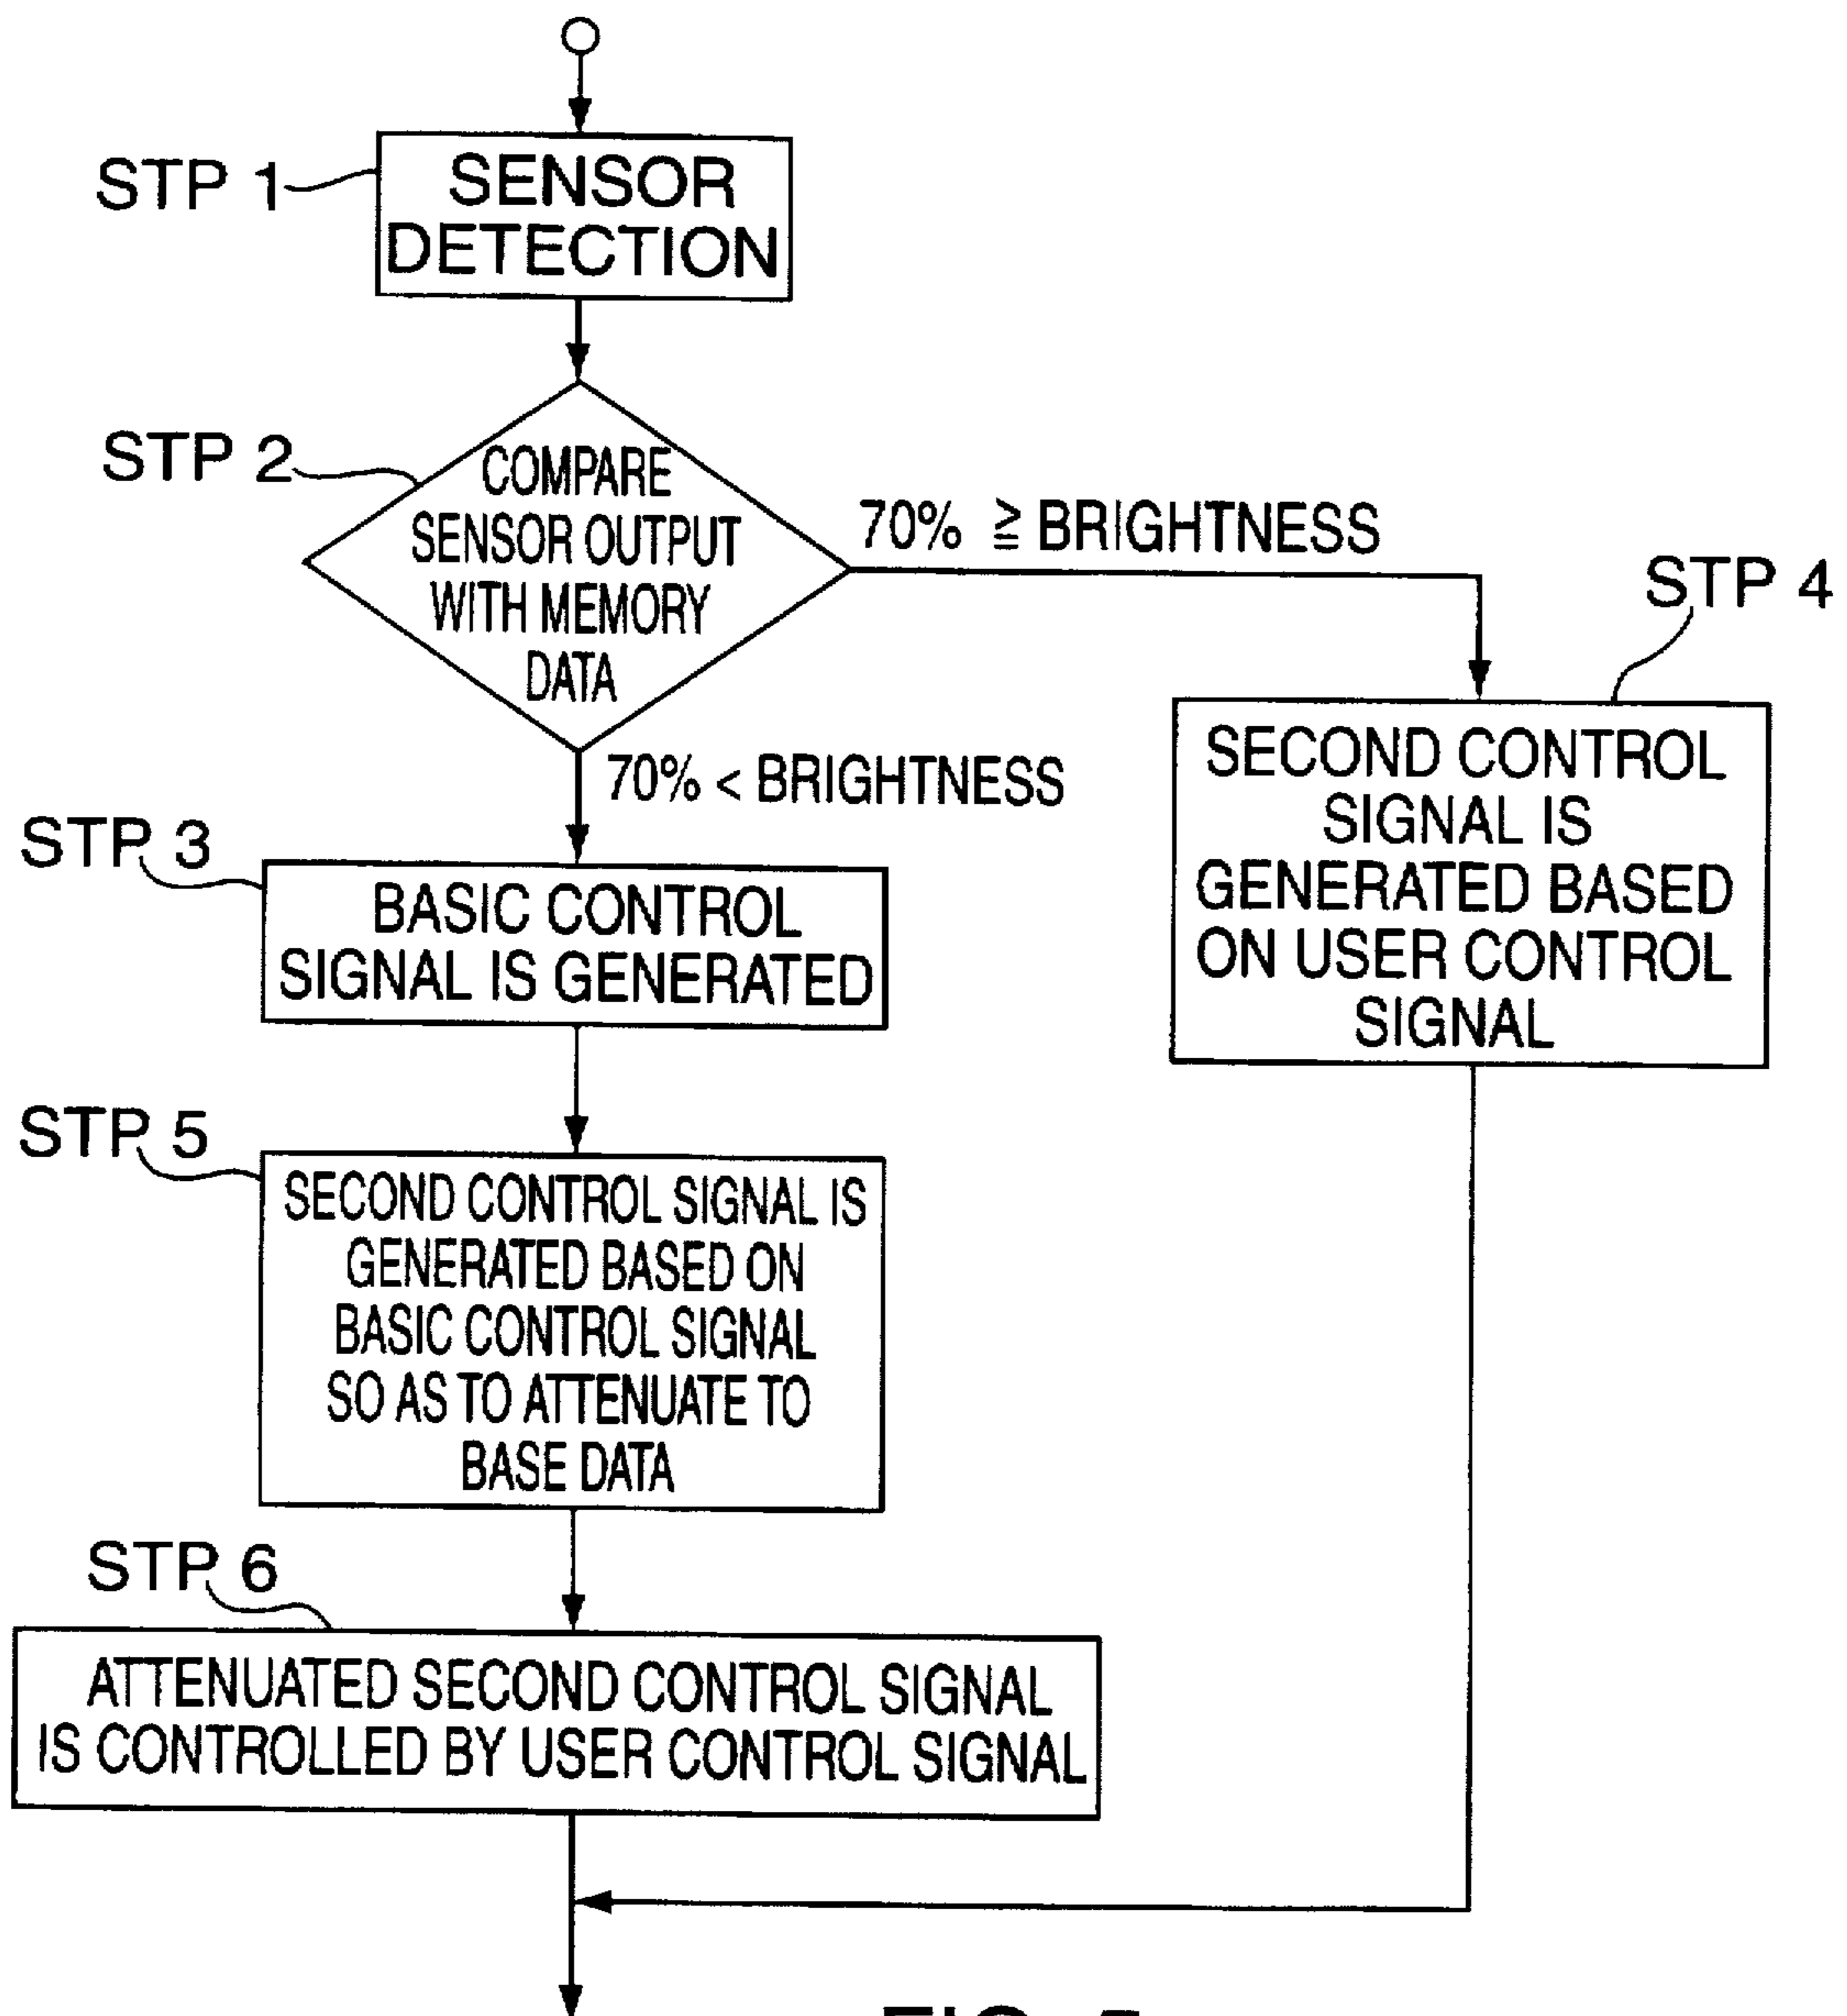 STP 1
SENSOR
DETECTION
STP 2
COMPARE
SENSOR OUTPUT
WITH MEMORY
DATA
70% ≧ BRIGHTNESS
STP 4
SECOND CONTROL
SIGNAL IS
GENERATED BASED
ON USER CONTROL
SIGNAL
70% < BRIGHTNESS
STP 3
BASIC CONTROL
SIGNAL IS GENERATED
STP 5
SECOND CONTROL SIGNAL IS
GENERATED BASED ON
BASIC CONTROL SIGNAL
SO AS TO ATTENUATE TO
BASE DATA
STP 6
ATTENUATED SECOND CONTROL SIGNAL
IS CONTROLLED BY USER CONTROL SIGNAL